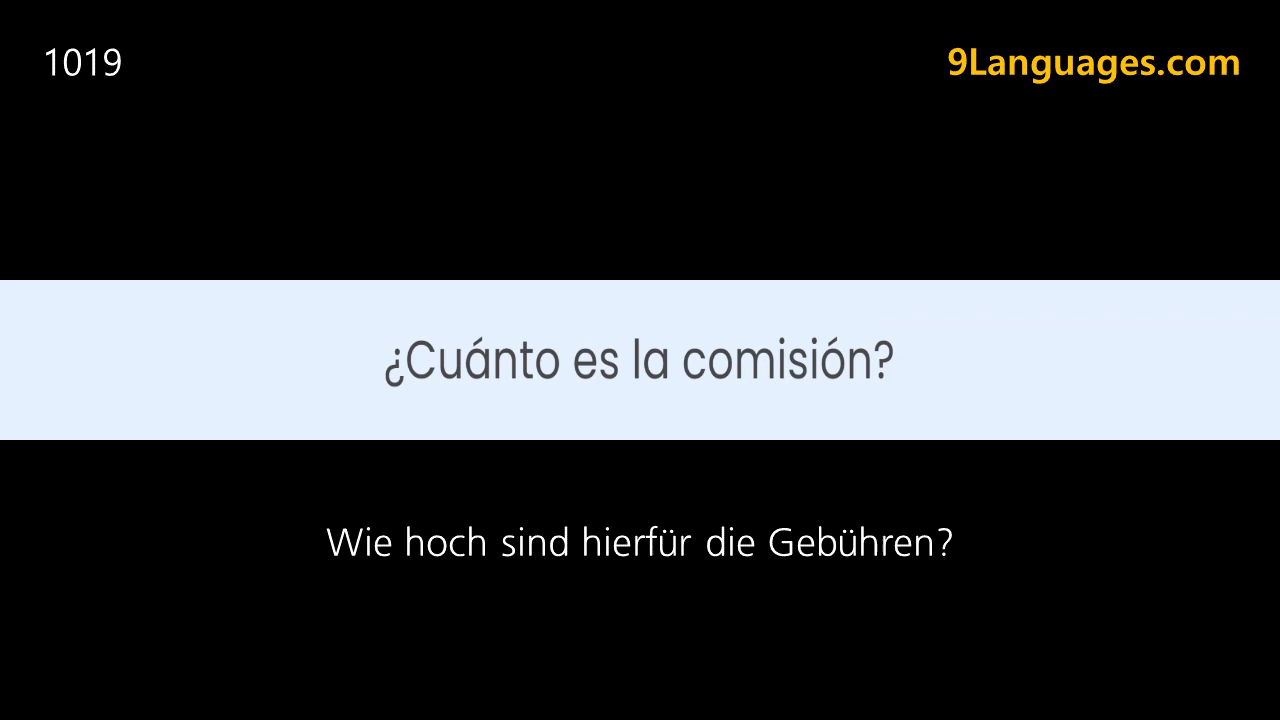 1019
9Languages.com
¿Cuánto es la comisión?
Wie hoch sind hierfür die Gebühren?